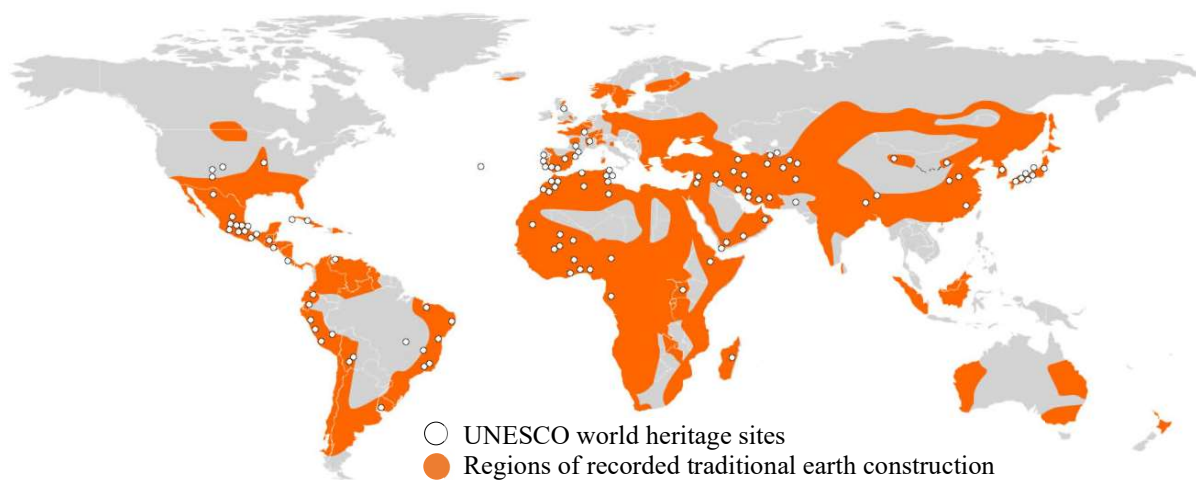 UNESCO world heritage sites
Regions of recorded traditional earth construction